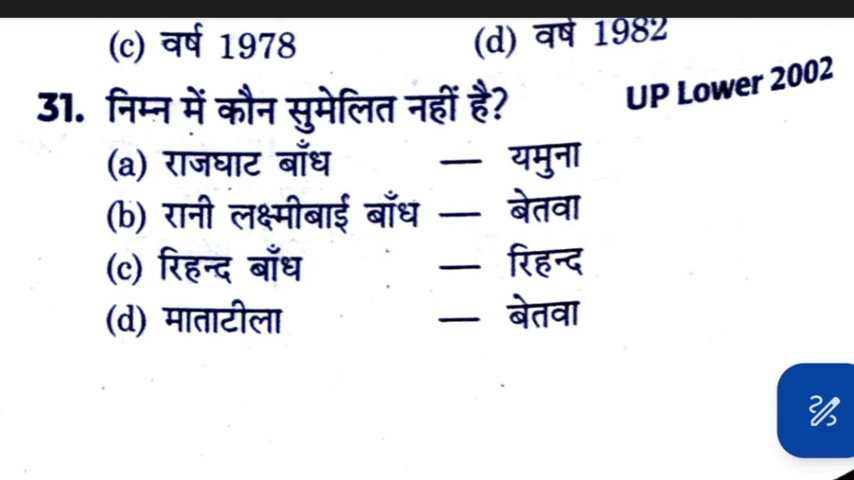 (c) वर्ष 1978 (d) वर्ष 1982
31. निम्न में कौन सुमेलित नहीं है? UP Lower 2002
(a) राजघाट बाँध — यमुना
(b) रानी लक्ष्मीबाई बाँध — बेतवा
(c) रिहन्द बाँध — रिहन्द
(d) माताटीला — बेतवा